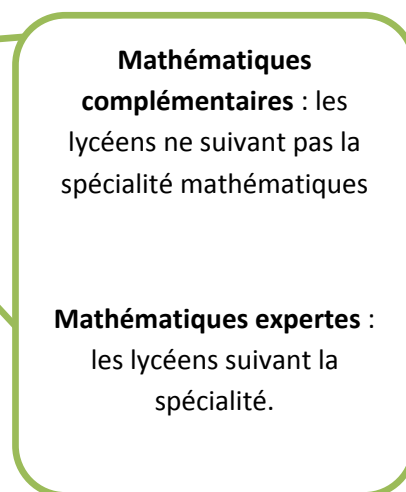 Mathématiques
complémentaires : les
lycéens ne suivant pas la
spécialité mathématiques
Mathématiques expertes :
les lycéens suivant la
spécialité.